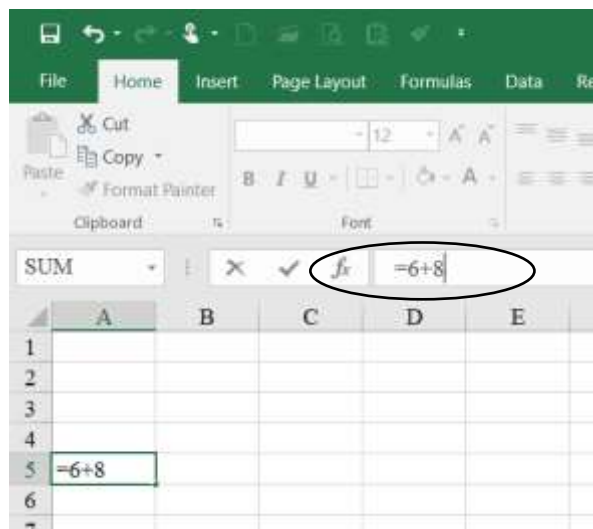 File Home Insert Page Layout Formulas Data Re
Paste
Cut
Copy
Format Painter
Clipboard
12 A A
B I U A
Font
SUM fx =6+8
A B C D E
1
2
3
4
5 =6+8
6